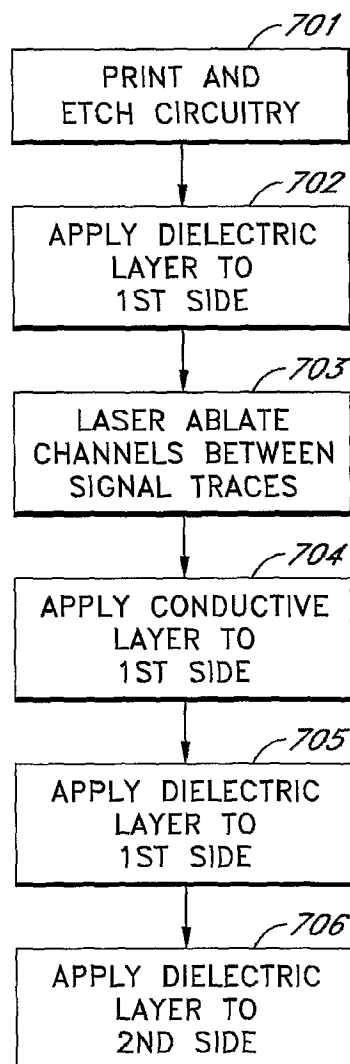 701
PRINT AND
ETCH CIRCUITRY
702
APPLY DIELECTRIC
LAYER TO
1ST SIDE
703
LASER ABLATE
CHANNELS BETWEEN
SIGNAL TRACES
704
APPLY CONDUCTIVE
LAYER TO
1ST SIDE
705
APPLY DIELECTRIC
LAYER TO
1ST SIDE
706
APPLY DIELECTRIC
LAYER TO
2ND SIDE